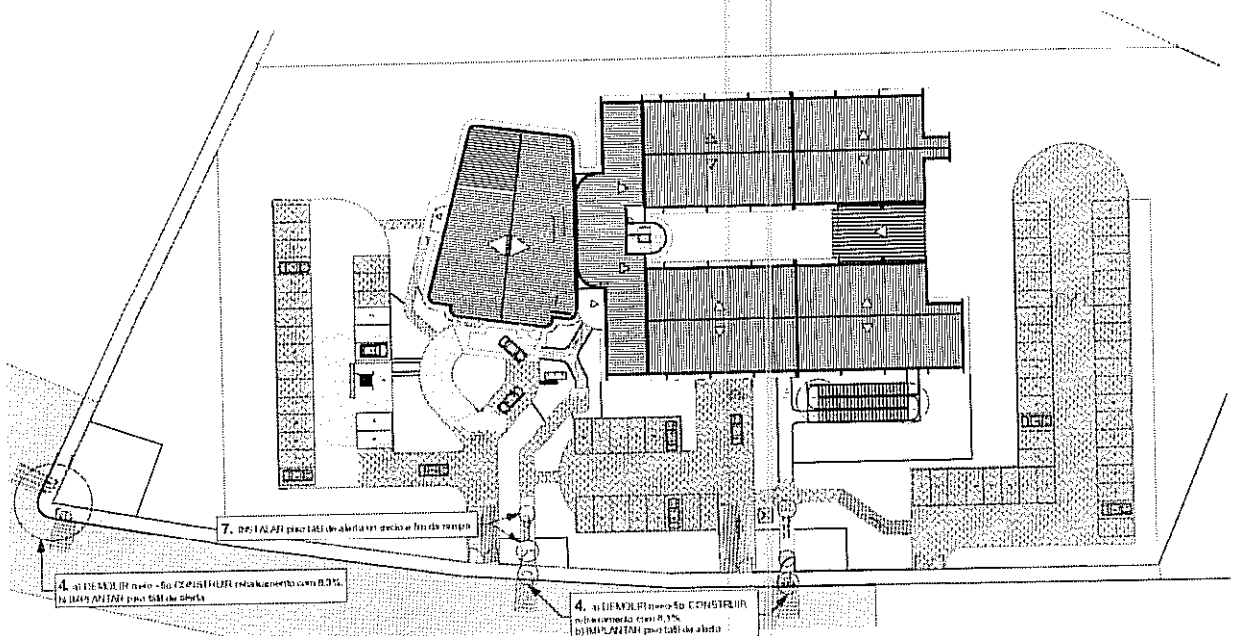 7. INSTALAR piso tátil de alerta no início e fim da rampa
4. a) DEMOLIR meio-fio CONSTRUIR rebaixamento com 8,3%
b) IMPLANTAR piso tátil de alerta
4. a) DEMOLIR meio-fio CONSTRUIR
rebaixamento com 8,3%
b) IMPLANTAR piso tátil de alerta